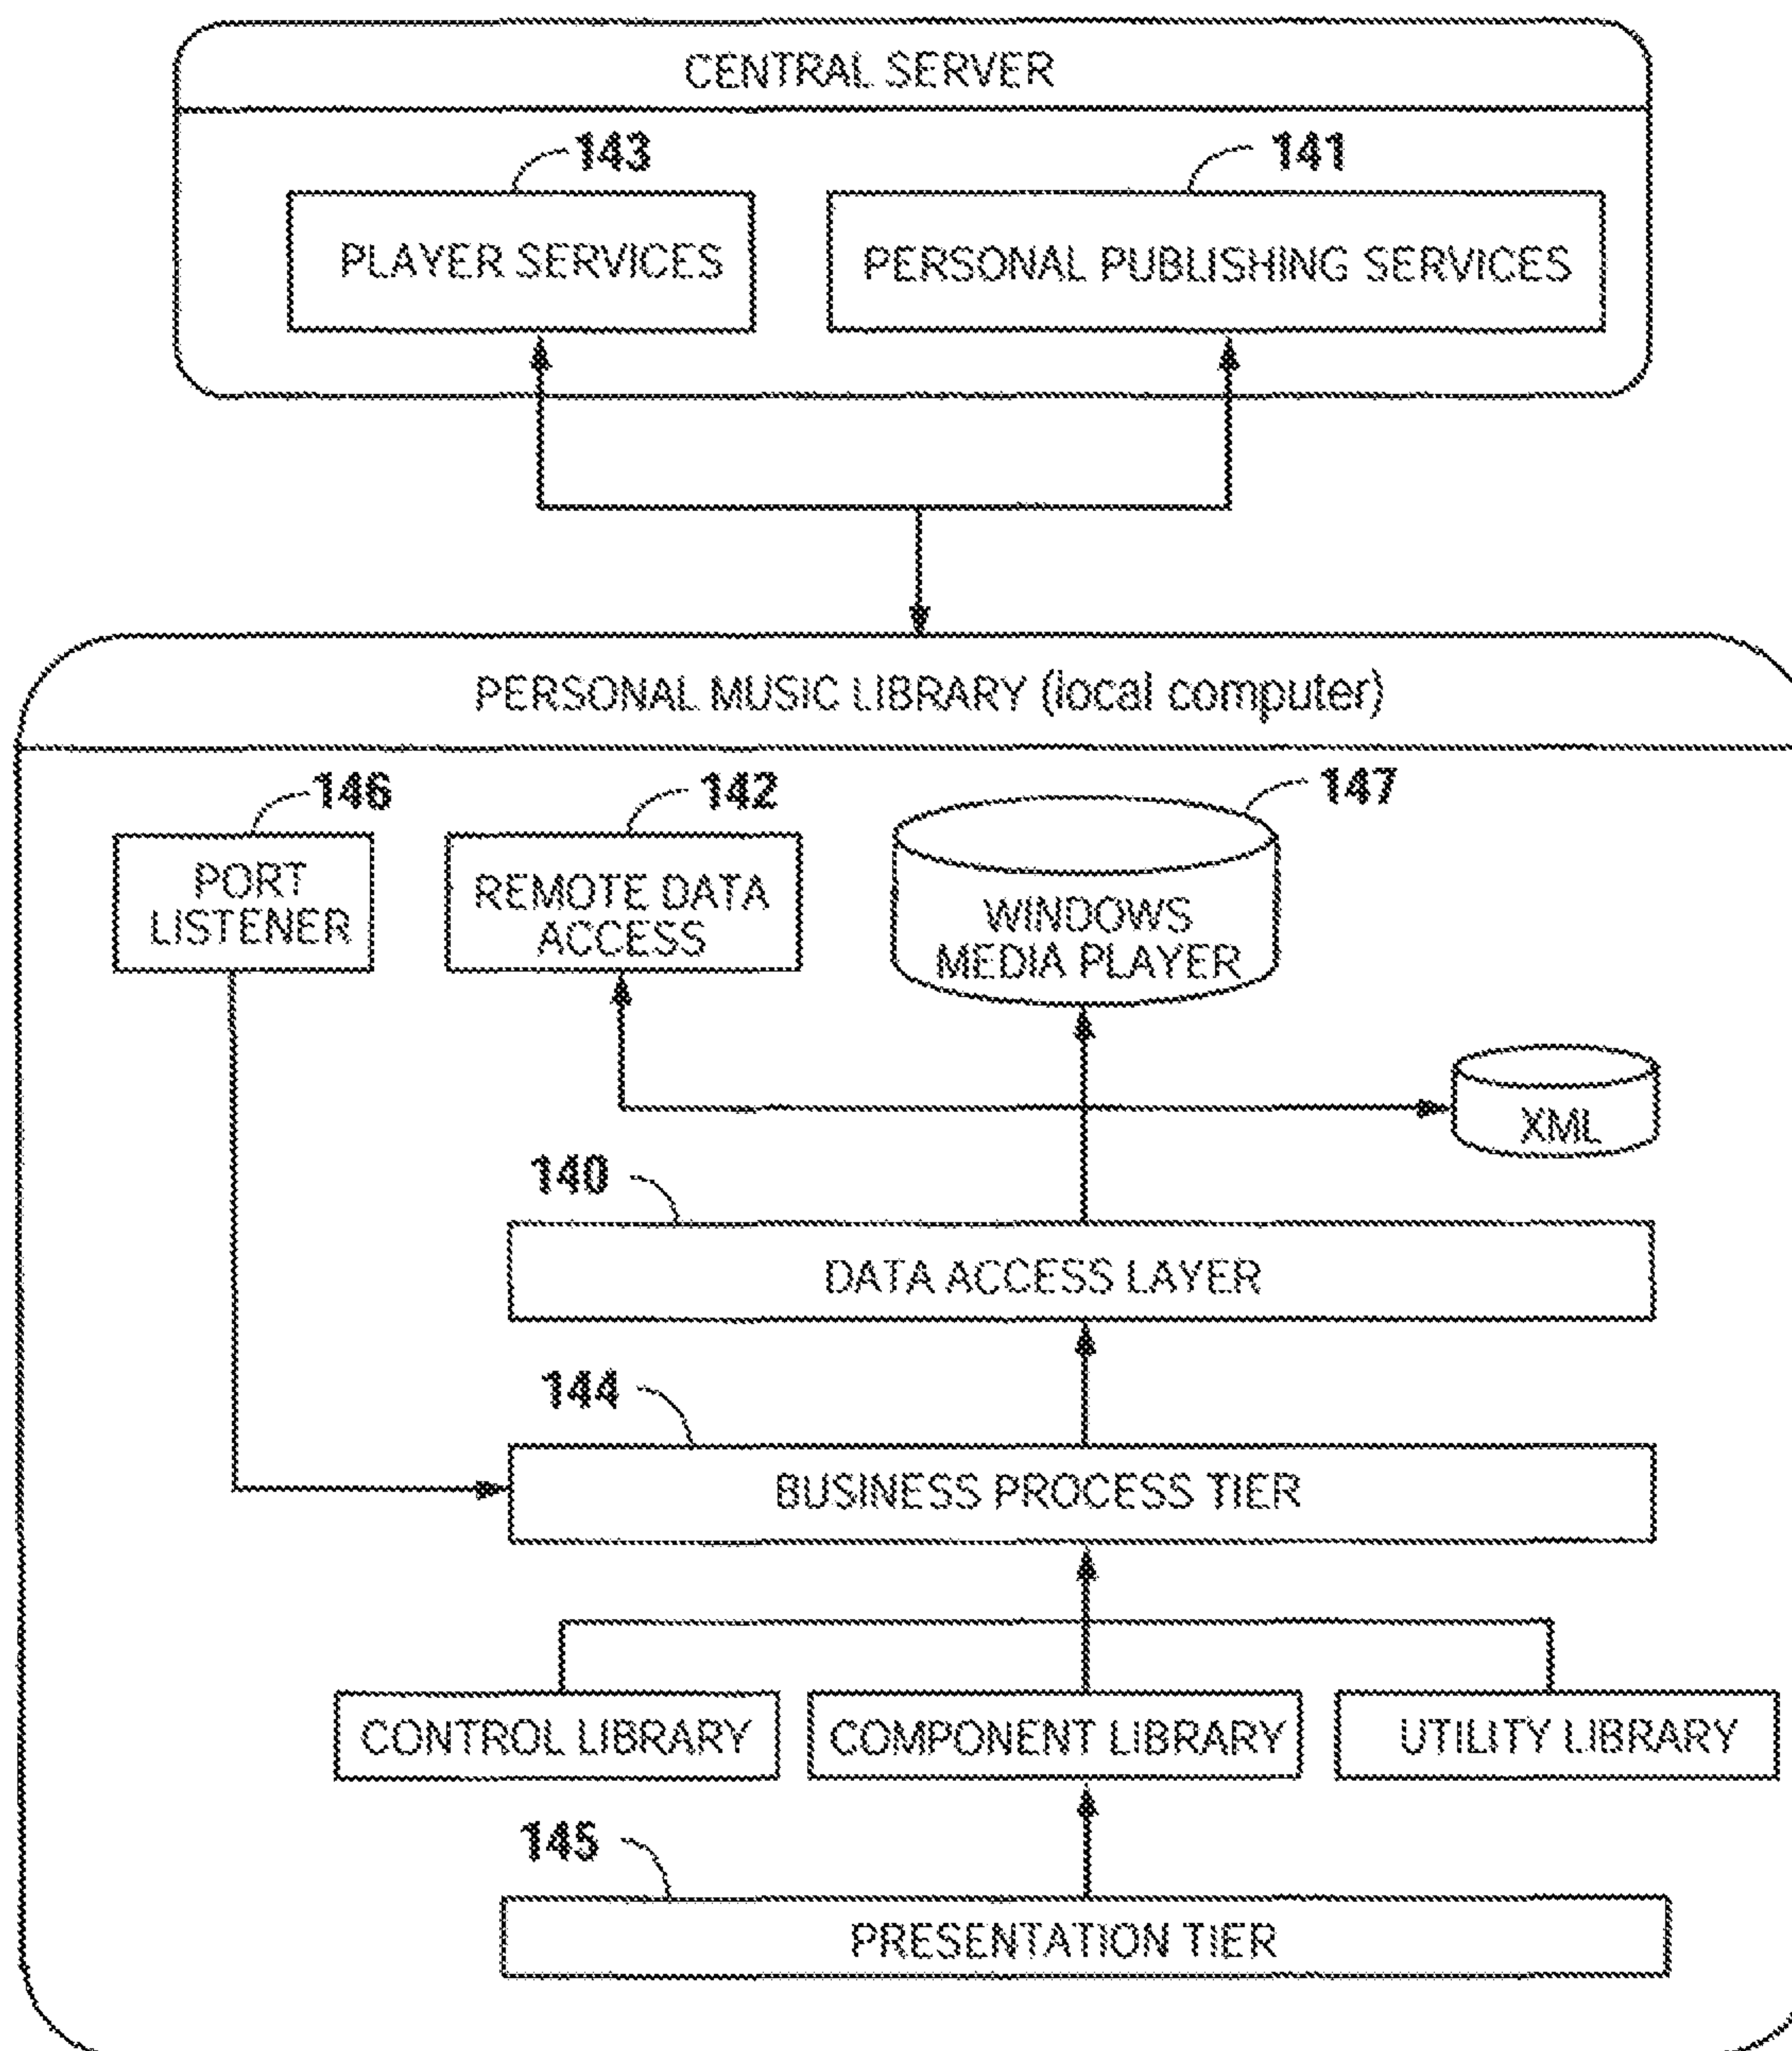 CENTRAL SERVER
143
141
PLAYER SERVICES
PERSONAL PUBLISHING SERVICES
PERSONAL MUSIC LIBRARY (local computer)
146
142
147
PORT
LISTENER
REMOTE DATA
ACCESS
WINDOWS
MEDIA PLAYER
XML
140
DATA ACCESS LAYER
144
BUSINESS PROCESS TIER
CONTROL LIBRARY
COMPONENT LIBRARY
UTILITY LIBRARY
145
PRESENTATION TIER